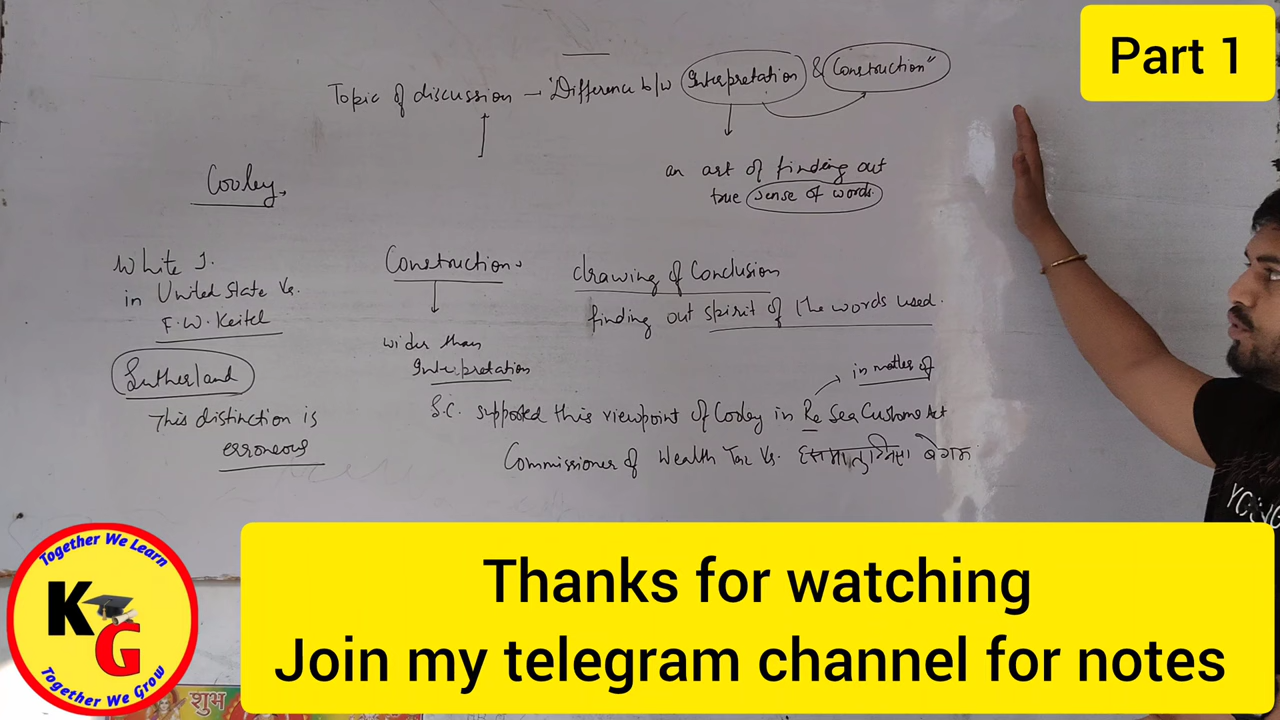 Part 1
Topic of discussion – "Difference b/w Interpretation & Construction"
an art of finding out
true sense of words.
Cooley.
White J.
in United State Vs.
F.W. Keitel
Sutherland
This distinction is
erroneous
Construction.
wider than
Interpretation
drawing of Conclusion
finding out spirit of the words used.
in matter of
S.C. supported this viewpoint of Cooley in Re Sea Customs Act
Commissioner of Wealth Tax Vs. बेगम
Thanks for watching
Join my telegram channel for notes
Together We Learn
KG
Together We Grow
शुभ